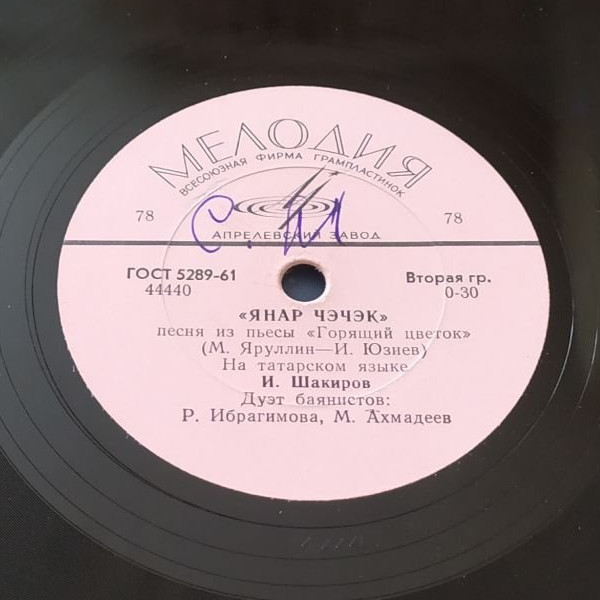 МЕЛОДИЯ
ВСЕСОЮЗНАЯ ФИРМА ГРАМПЛАСТИНОК
78 78
АПРЕЛЕВСКИЙ ЗАВОД
ГОСТ 5289-61 Вторая гр.
44440 0-30
«ЯНАР ЧЭЧЭК»
песня из пьесы «Горящий цветок»
(М. Яруллин—И. Юзиев)
На татарском языке
И. Шакиров
Дуэт баянистов:
Р. Ибрагимова, М. Ахмадеев